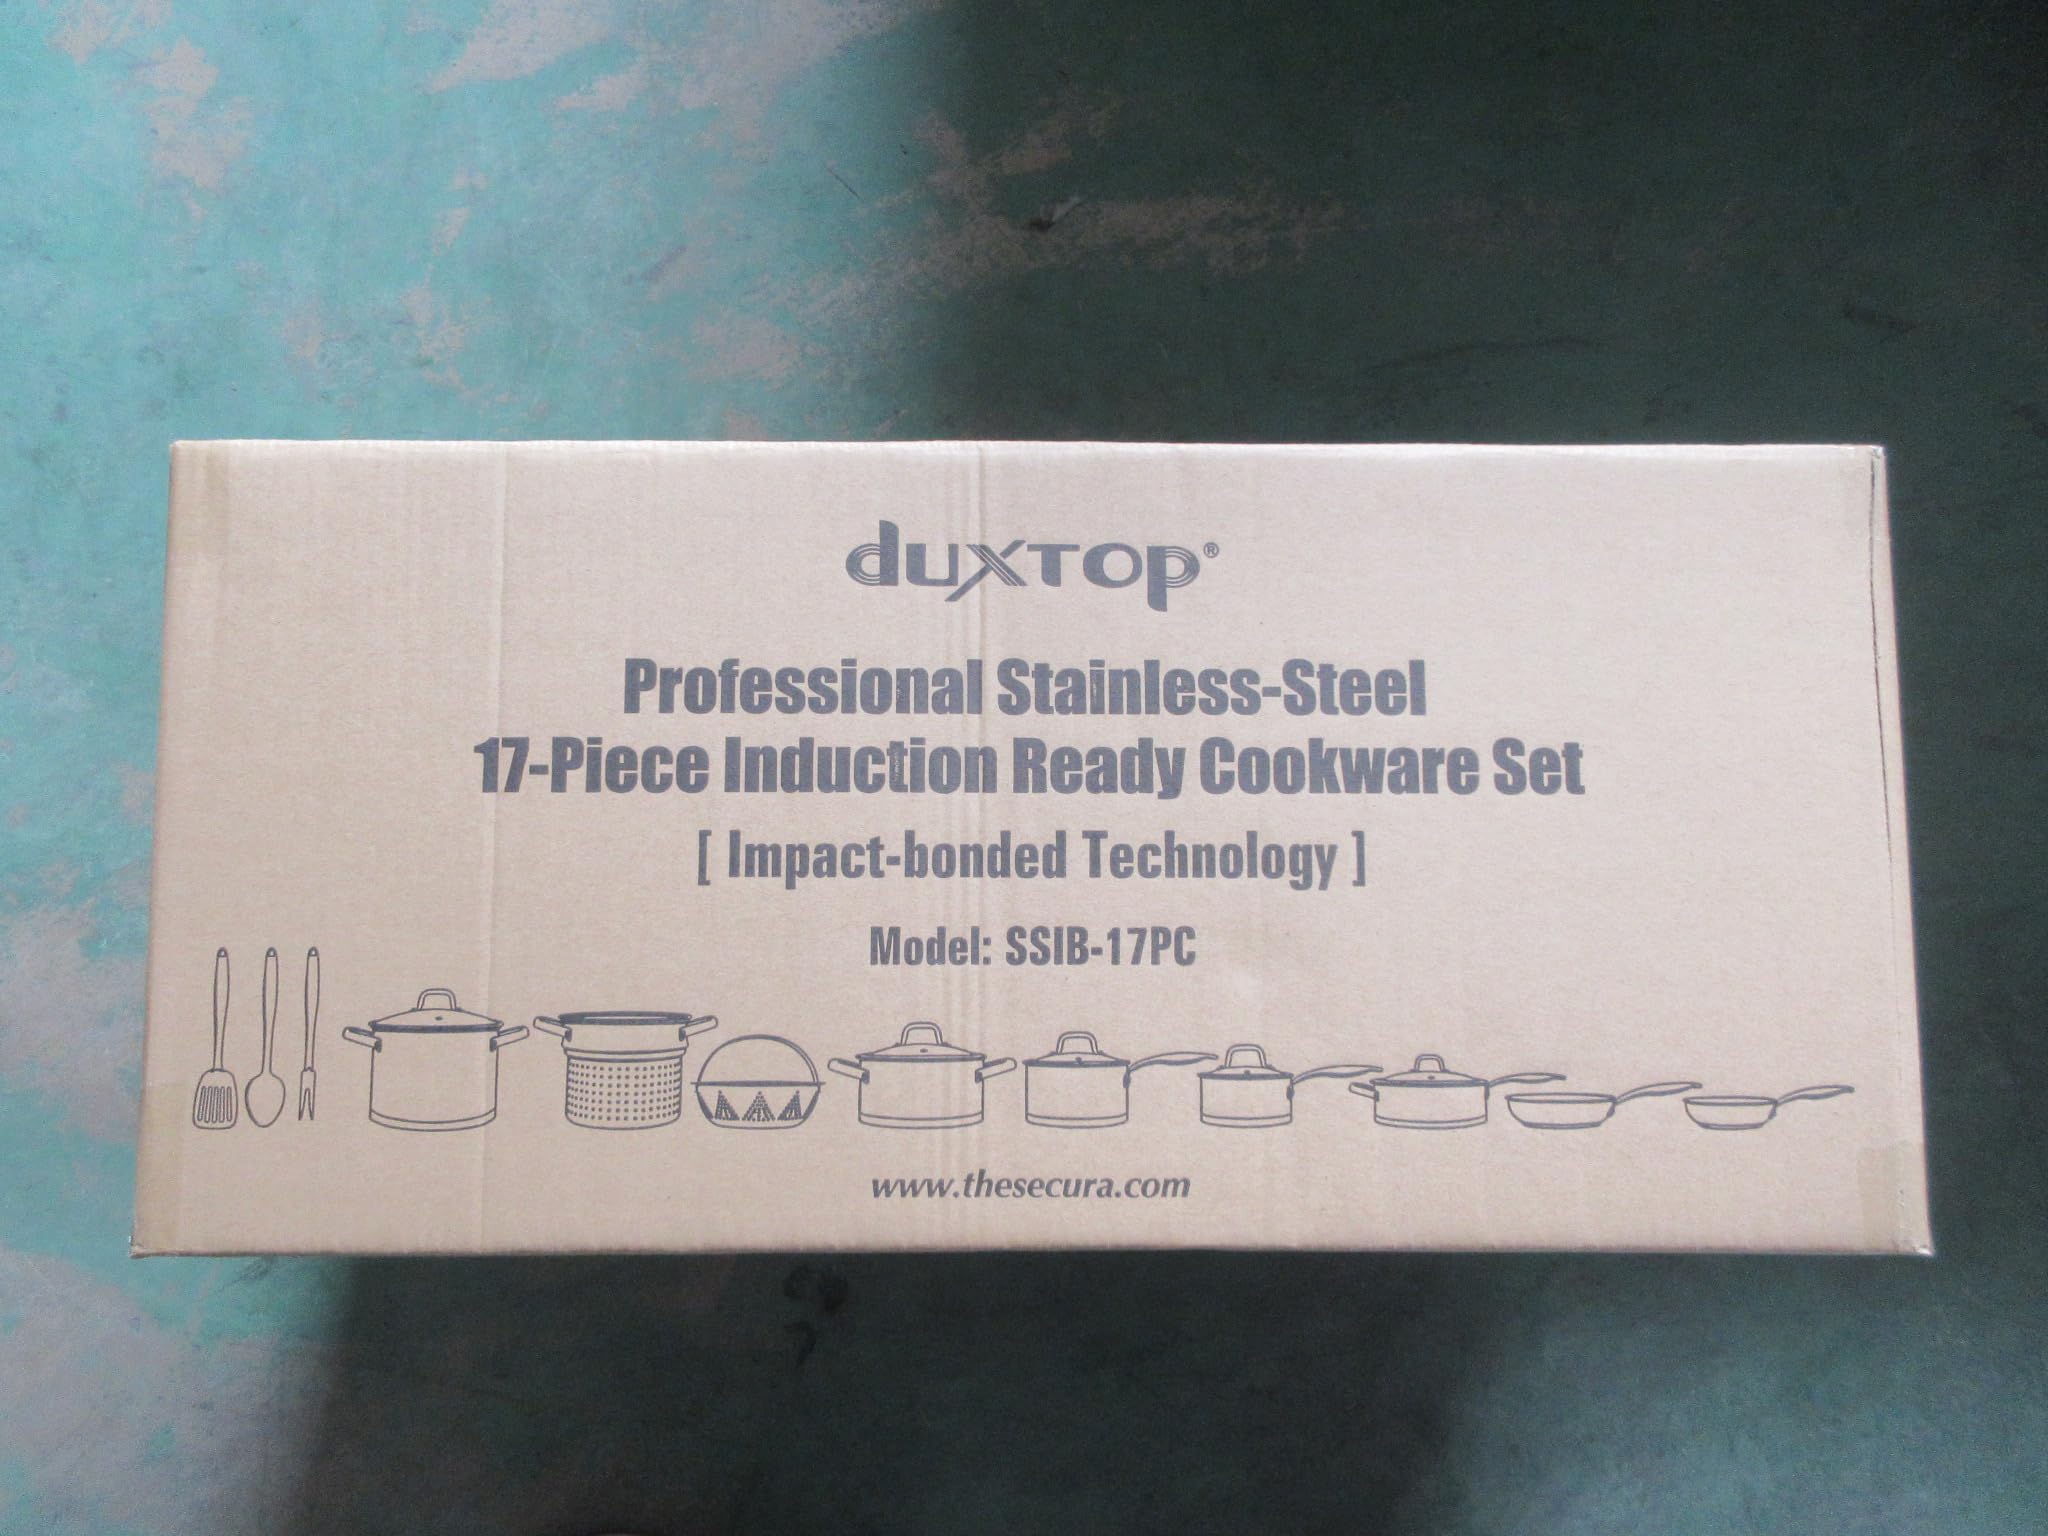 duxtop®
Professional Stainless-Steel
17-Piece Induction Ready Cookware Set
[ Impact-bonded Technology ]
Model: SSIB-17PC
www.thesecura.com